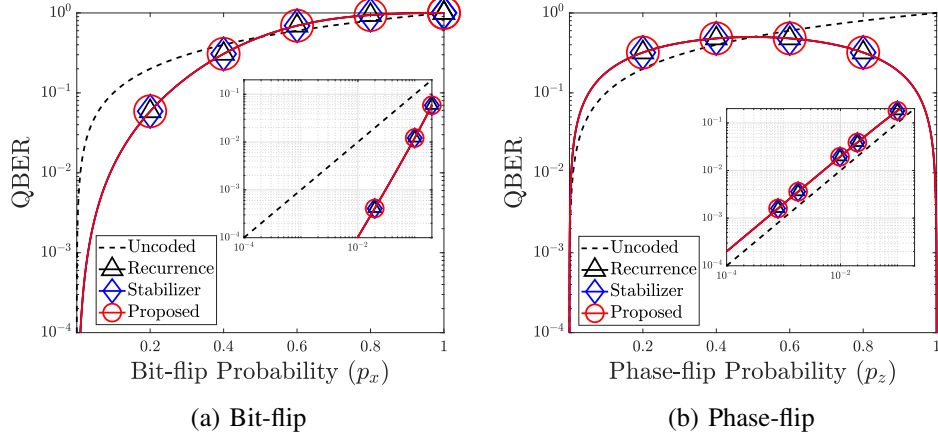 10^0
10^-1
10^-2
10^-3
10^-4
QBER
10^-1
10^-2
10^-3
10^-4
10^-4
10^-2
Uncoded
Recurrence
Stabilizer
Proposed
0.2 0.4 0.6 0.8 1
Bit-flip Probability (p_x)
(a) Bit-flip
10^0
10^-1
10^-2
10^-3
10^-4
QBER
10^-1
10^-2
10^-3
10^-4
10^-4
10^-2
Uncoded
Recurrence
Stabilizer
Proposed
0.2 0.4 0.6 0.8 1
Phase-flip Probability (p_z)
(b) Phase-flip